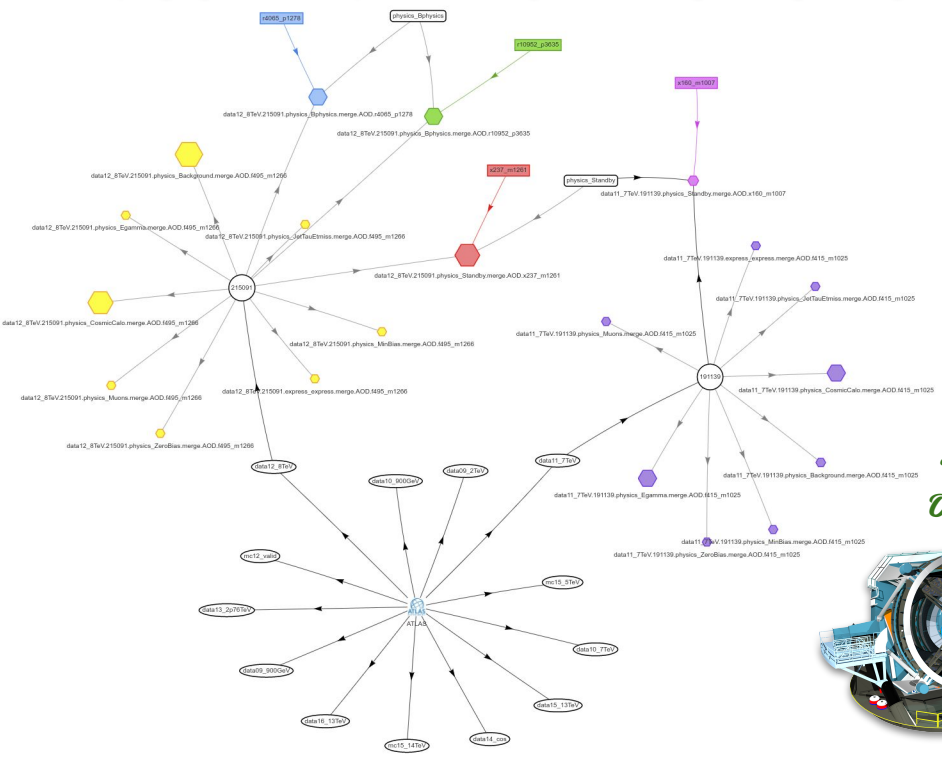 r4065_p1278
physics_Bphysics
r10952_p3635
x160_m1007
data12_8TeV.215091.physics_Bphysics.merge.AOD.r4065_p1278
data12_8TeV.215091.physics_Bphysics.merge.AOD.r10952_p3635
data12_8TeV.215091.physics_Background.merge.AOD.f495_m1266
x237_m1261
physics_Standby
data11_7TeV.191139.physics_Standby.merge.AOD.x160_m1007
data12_8TeV.215091.physics_Egamma.merge.AOD.f495_m1266
data12_8TeV.215091.physics_JetTauEtmiss.merge.AOD.f495_m1266
data11_7TeV.191139.express_express.merge.AOD.f415_m1025
data12_8TeV.215091.physics_Standby.merge.AOD.x237_m1261
215091
data11_7TeV.191139.physics_JetTauEtmiss.merge.AOD.f415_m1025
data12_8TeV.215091.physics_CosmicCalo.merge.AOD.f495_m1266
data11_7TeV.191139.physics_Muons.merge.AOD.f415_m1025
data12_8TeV.215091.physics_MinBias.merge.AOD.f495_m1266
191139
data11_7TeV.191139.physics_CosmicCalo.merge.AOD.f415_m1025
data12_8TeV.215091.express_express.merge.AOD.f495_m1266
data12_8TeV.215091.physics_Muons.merge.AOD.f495_m1266
data12_8TeV.215091.physics_ZeroBias.merge.AOD.f495_m1266
data12_8TeV
data10_900GeV
data09_2TeV
data11_7TeV
data11_7TeV.191139.physics_Background.merge.AOD.f415_m1025
data11_7TeV.191139.physics_Egamma.merge.AOD.f415_m1025
data11_7TeV.191139.physics_MinBias.merge.AOD.f415_m1025
data11_7TeV.191139.physics_ZeroBias.merge.AOD.f415_m1025
mc12_valid
mc15_5TeV
data13_2p76TeV
ATLAS
ATLAS
data10_7TeV
data09_900GeV
data15_13TeV
data16_13TeV
mc15_14TeV
data14_cos